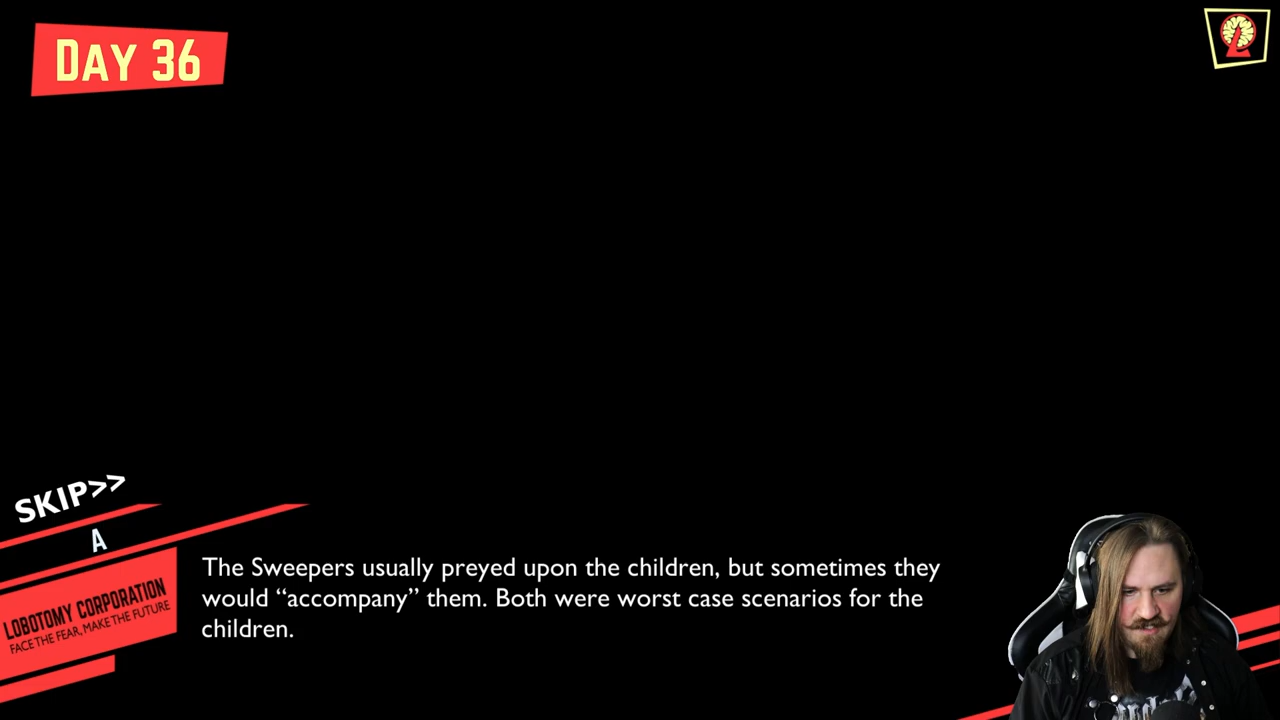 DAY 36
SKIP>>
A
LOBOTOMY CORPORATION
FACE THE FEAR, MAKE THE FUTURE
The Sweepers usually preyed upon the children, but sometimes they
would “accompany” them. Both were worst case scenarios for the
children.